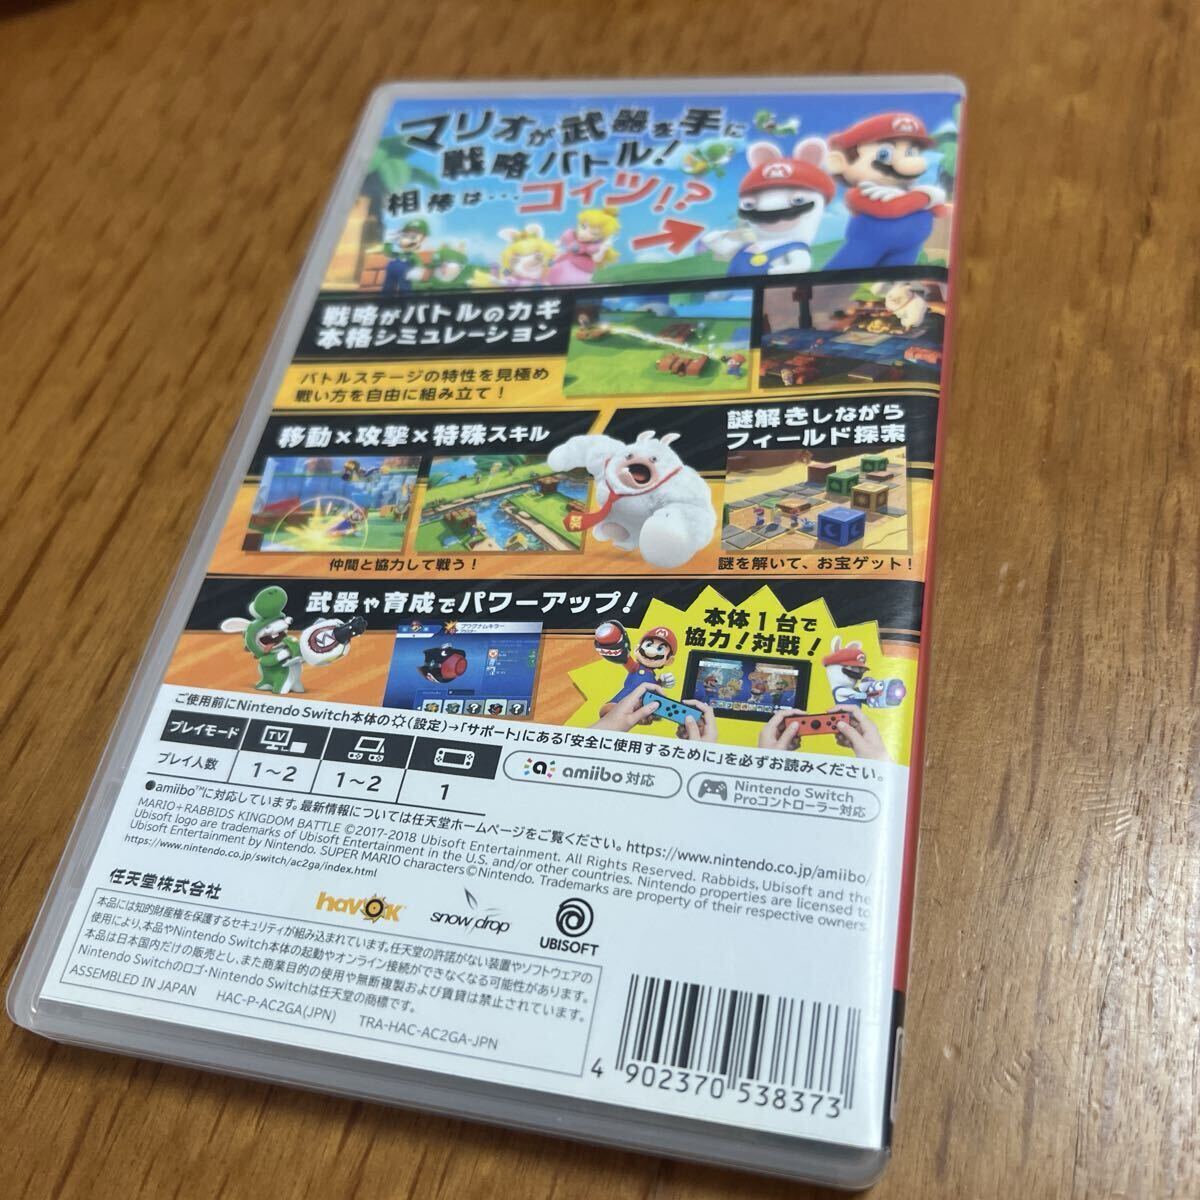 マリオが武器を手に
戦略バトル!
相棒は…コイツ!?
戦略がバトルのカギ
本格シミュレーション
バトルステージの特性を見極め
戦い方を自由に組み立て!
移動×攻撃×特殊スキル
仲間と協力して戦う!
謎解きしながら
フィールド探索
謎を解いて、お宝ゲット!
武器や育成でパワーアップ!
本体1台で
協力!対戦!
ご使用前にNintendo Switch本体の(設定)→「サポート」にある「安全に使用するために」を必ずお読みください。
プレイモード
TV
プレイ人数
1~2
1~2
1
amiibo対応
Nintendo Switch
Proコントローラー対応
●amiibo™に対応しています。最新情報については任天堂ホームページをご覧ください。https://www.nintendo.co.jp/amiibo/
MARIO+RABBIDS KINGDOM BATTLE ©2017-2018 Ubisoft Entertainment. All Rights Reserved. Rabbids, Ubisoft and the
Ubisoft logo are trademarks of Ubisoft Entertainment in the U.S. and/or other countries. Nintendo properties are licensed to
Ubisoft Entertainment by Nintendo. SUPER MARIO characters©Nintendo. Trademarks are property of their respective owners.
https://www.nintendo.co.jp/switch/ac2ga/index.html
任天堂株式会社
havok
snowdrop
UBISOFT
本品には知的財産権を保護するセキュリティが組み込まれています。任天堂の許諾がない装置やソフトウェアの
使用により、本品やNintendo Switch本体の起動やオンライン接続ができなくなる可能性があります。
本品は日本国内だけの販売とし、また商業目的の使用や無断複製および賃貸は禁止されています。
Nintendo Switchのロゴ・Nintendo Switchは任天堂の商標です。
ASSEMBLED IN JAPAN HAC-P-AC2GA(JPN) TRA-HAC-AC2GA-JPN
4 902370 538373